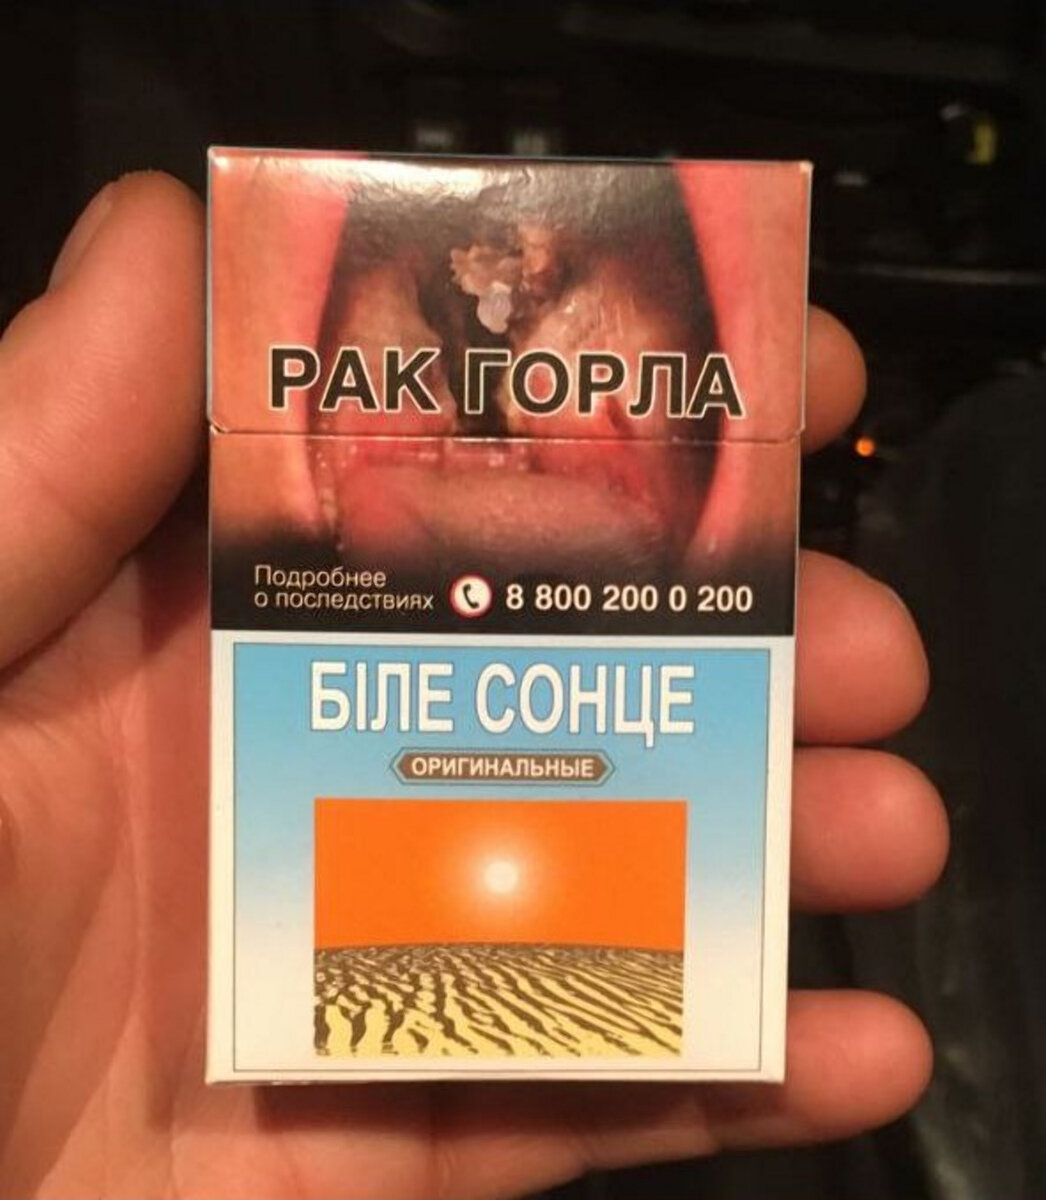 РАК ГОРЛА
Подробнее
о последствиях
8 800 200 0 200
БІЛЕ СОНЦЕ
ОРИГИНАЛЬНЫЕ